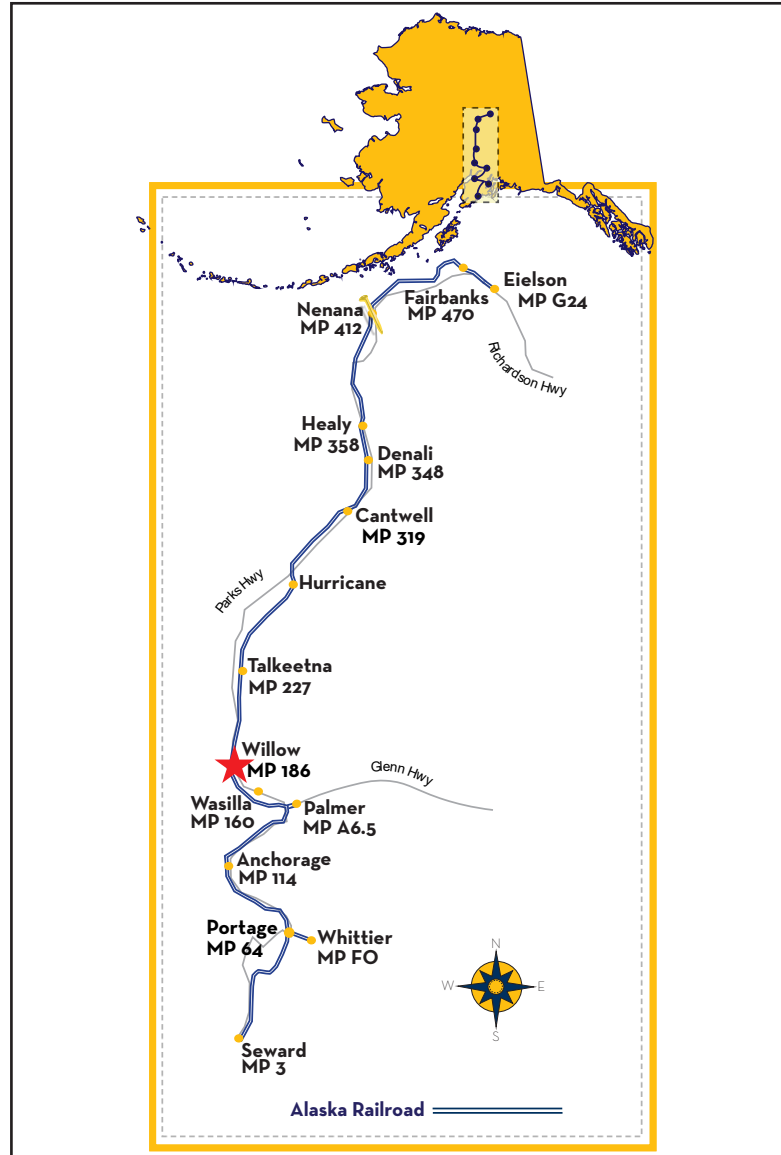 Eielson
MP G24
Fairbanks
MP 470
Nenana
MP 412
Richardson Hwy
Healy
MP 358
Denali
MP 348
Cantwell
MP 319
Hurricane
Parks Hwy
Talkeetna
MP 227
Willow
MP 186
Glenn Hwy
Wasilla
MP 160
Palmer
MP A6.5
Anchorage
MP 114
Portage
MP 64
Whittier
MP FO
N
W
E
S
Seward
MP 3
Alaska Railroad